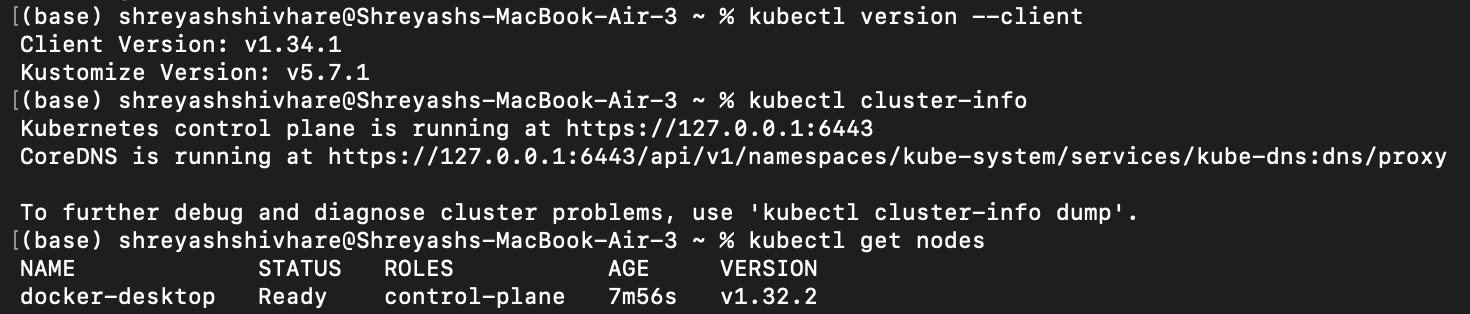 [(base) shreyashshivhare@Shreyashs-MacBook-Air-3 ~ % kubectl version --client
Client Version: v1.34.1
Kustomize Version: v5.7.1
[(base) shreyashshivhare@Shreyashs-MacBook-Air-3 ~ % kubectl cluster-info
Kubernetes control plane is running at https://127.0.0.1:6443
CoreDNS is running at https://127.0.0.1:6443/api/v1/namespaces/kube-system/services/kube-dns:dns/proxy
To further debug and diagnose cluster problems, use 'kubectl cluster-info dump'.
[(base) shreyashshivhare@Shreyashs-MacBook-Air-3 ~ % kubectl get nodes
NAME STATUS ROLES AGE VERSION
docker-desktop Ready control-plane 7m56s v1.32.2